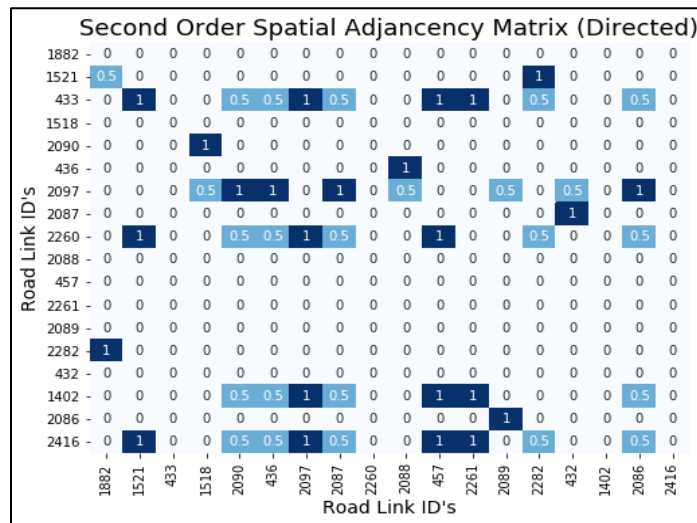 Second Order Spatial Adjancency Matrix (Directed)
Road Link ID's
1882 0 0 0 0 0 0 0 0 0 0 0 0 0 0 0 0 0 0
1521 0.5 0 0 0 0 0 0 0 0 0 0 0 0 1 0 0 0 0
433 0 1 0 0 0.5 0.5 1 0.5 0 0 1 1 0 0.5 0 0 0.5 0
1518 0 0 0 0 0 0 0 0 0 0 0 0 0 0 0 0 0 0
2090 0 0 0 1 0 0 0 0 0 0 0 0 0 0 0 0 0 0
436 0 0 0 0 0 0 0 0 0 1 0 0 0 0 0 0 0 0
2097 0 0 0 0.5 1 1 0 1 0 0.5 0 0 0.5 0 0.5 0 1 0
2087 0 0 0 0 0 0 0 0 0 0 0 0 0 0 1 0 0 0
2260 0 1 0 0 0.5 0.5 1 0.5 0 0 1 0 0 0.5 0 0 0.5 0
2088 0 0 0 0 0 0 0 0 0 0 0 0 0 0 0 0 0 0
457 0 0 0 0 0 0 0 0 0 0 0 0 0 0 0 0 0 0
2261 0 0 0 0 0 0 0 0 0 0 0 0 0 0 0 0 0 0
2089 0 0 0 0 0 0 0 0 0 0 0 0 0 0 0 0 0 0
2282 1 0 0 0 0 0 0 0 0 0 0 0 0 0 0 0 0 0
432 0 0 0 0 0 0 0 0 0 0 0 0 0 0 0 0 0 0
1402 0 0 0 0 0.5 0.5 1 0.5 0 0 1 1 0 0 0 0 0.5 0
2086 0 0 0 0 0 0 0 0 0 0 0 0 1 0 0 0 0 0
2416 0 1 0 0 0.5 0.5 1 0.5 0 0 1 1 0 0.5 0 0 0.5 0
1882 1521 433 1518 2090 436 2097 2087 2260 2088 457 2261 2089 2282 432 1402 2086 2416
Road Link ID's